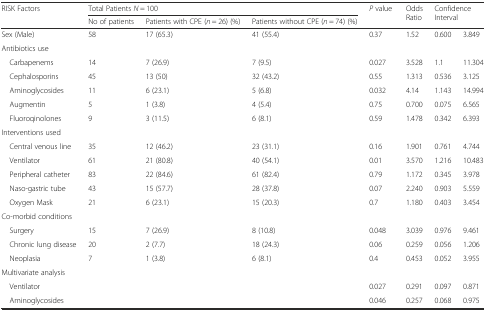 RISK Factors Total Patients N = 100 P value Odds Ratio Confidence Interval
No of patients Patients with CPE (n = 26) (%) Patients without CPE (n = 74) (%)
Sex (Male) 58 17 (65.3) 41 (55.4) 0.37 1.52 0.600 3.849
Antibiotics use
Carbapenems 14 7 (26.9) 7 (9.5) 0.027 3.528 1.1 11.304
Cephalosporins 45 13 (50) 32 (43.2) 0.55 1.313 0.536 3.125
Aminoglycosides 11 6 (23.1) 5 (6.8) 0.032 4.14 1.143 14.994
Augmentin 5 1 (3.8) 4 (5.4) 0.75 0.700 0.075 6.565
Fluoroqinolones 9 3 (11.5) 6 (8.1) 0.59 1.478 0.342 6.393
Interventions used
Central venous line 35 12 (46.2) 23 (31.1) 0.16 1.901 0.761 4.744
Ventilator 61 21 (80.8) 40 (54.1) 0.01 3.570 1.216 10.483
Peripheral catheter 83 22 (84.6) 61 (82.4) 0.79 1.172 0.345 3.978
Naso-gastric tube 43 15 (57.7) 28 (37.8) 0.07 2.240 0.903 5.559
Oxygen Mask 21 6 (23.1) 15 (20.3) 0.7 1.180 0.403 3.454
Co-morbid conditions
Surgery 15 7 (26.9) 8 (10.8) 0.048 3.039 0.976 9.461
Chronic lung disease 20 2 (7.7) 18 (24.3) 0.06 0.259 0.056 1.206
Neoplasia 7 1 (3.8) 6 (8.1) 0.4 0.453 0.052 3.955
Multivariate analysis
Ventilator 0.027 0.291 0.097 0.871
Aminoglycosides 0.046 0.257 0.068 0.975